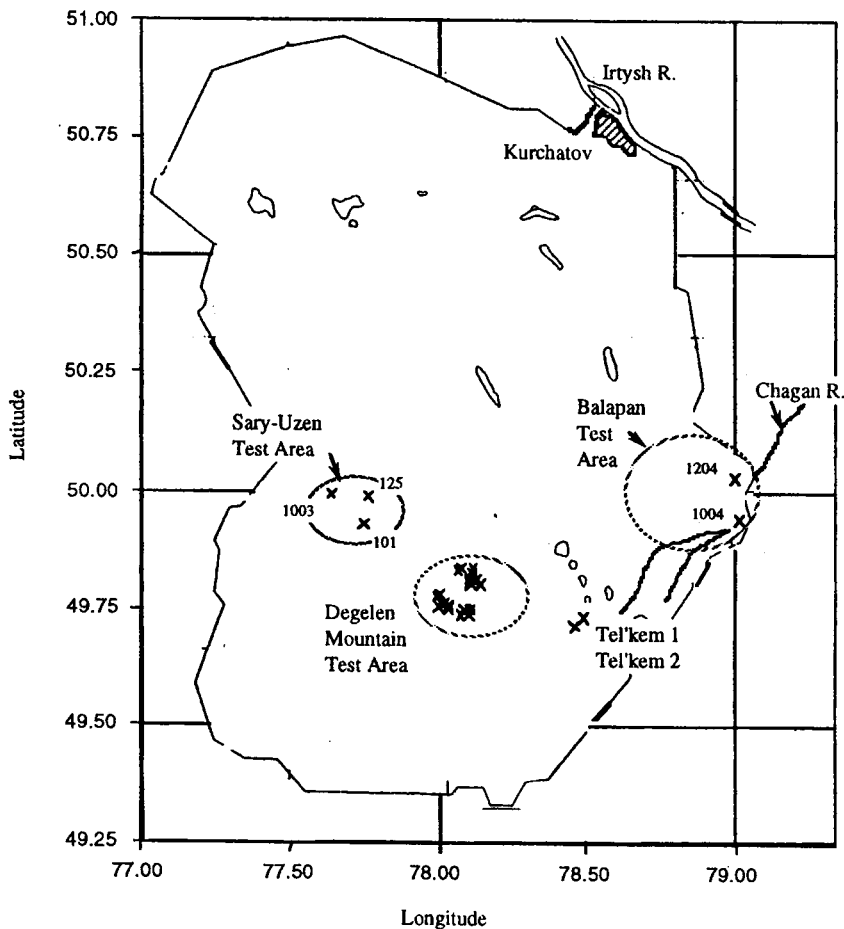 51.00
50.75
50.50
50.25
50.00
49.75
49.50
49.25
Latitude
77.00
77.50
78.00
78.50
79.00
Longitude
Irtysh R.
Kurchatov
Chagan R.
Sary-Uzen
Test Area
Balapan
Test
Area
1204
1004
125
1003
101
Degelen
Mountain
Test Area
Tel'kem 1
Tel'kem 2